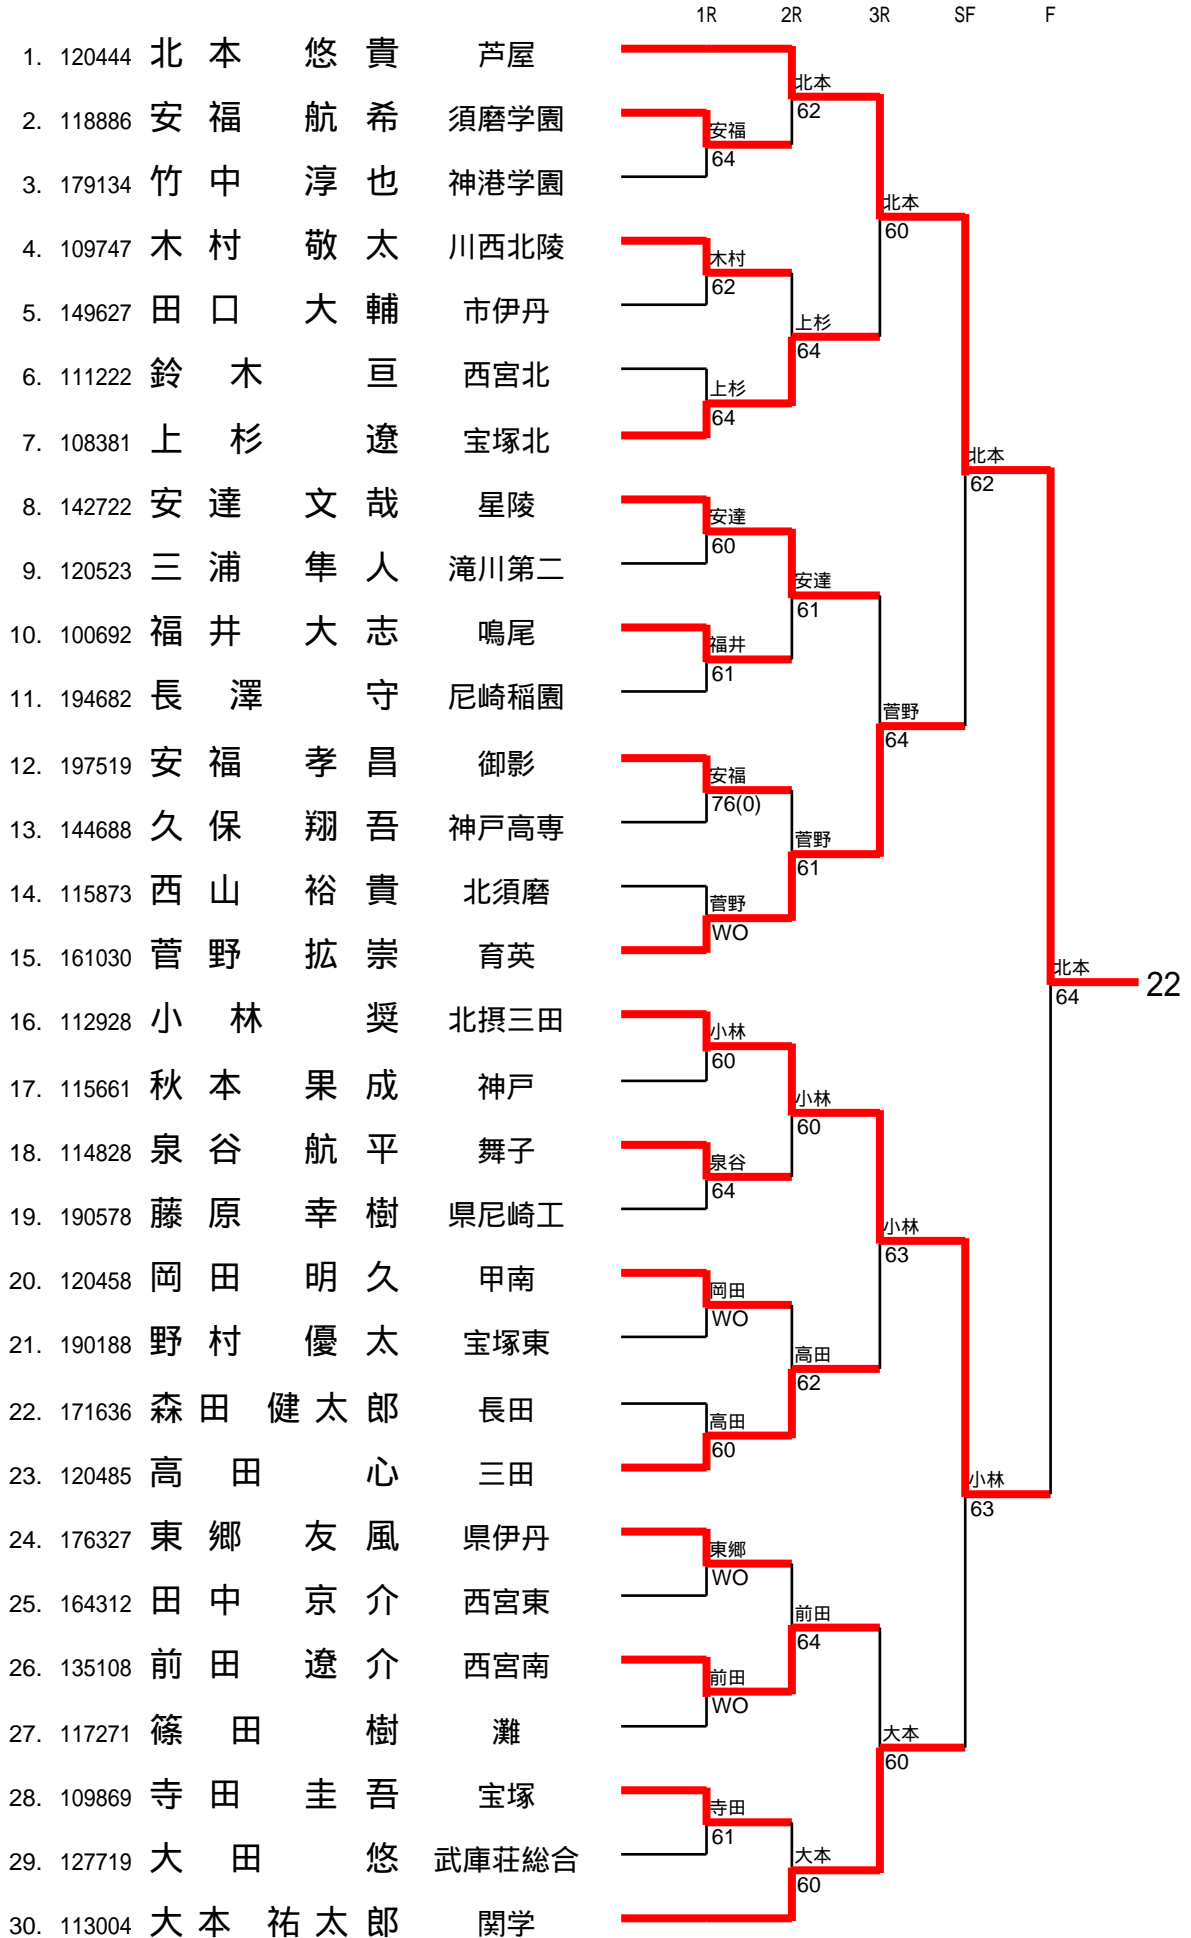 1R 2R 3R SF F
1. 120444 北本 悠貴 芦屋
北本
62
2. 118886 安福 航希 須磨学園
安福
64
3. 179134 竹中 淳也 神港学園
北本
60
4. 109747 木村 敬太 川西北陵
木村
62
5. 149627 田口 大輔 市伊丹
上杉
64
6. 111222 鈴木 亘 西宮北
上杉
64
7. 108381 上杉 遼 宝塚北
北本
62
8. 142722 安達 文哉 星陵
安達
60
9. 120523 三浦 隼人 滝川第二
安達
61
10. 100692 福井 大志 鳴尾
福井
61
11. 194682 長澤 守 尼崎稲園
菅野
64
12. 197519 安福 孝昌 御影
安福
76(0)
13. 144688 久保 翔吾 神戸高専
菅野
61
14. 115873 西山 裕貴 北須磨
菅野
WO
15. 161030 菅野 拡崇 育英
北本
64
22
16. 112928 小林 奨 北摂三田
小林
60
17. 115661 秋本 果成 神戸
小林
60
18. 114828 泉谷 航平 舞子
泉谷
64
19. 190578 藤原 幸樹 県尼崎工
小林
63
20. 120458 岡田 明久 甲南
岡田
WO
21. 190188 野村 優太 宝塚東
高田
62
22. 171636 森田 健太郎 長田
高田
60
23. 120485 高田 心 三田
小林
63
24. 176327 東郷 友風 県伊丹
東郷
WO
25. 164312 田中 京介 西宮東
前田
64
26. 135108 前田 遼介 西宮南
前田
WO
27. 117271 篠田 樹 灘
大本
60
28. 109869 寺田 圭吾 宝塚
寺田
61
29. 127719 大田 悠 武庫荘総合
大本
60
30. 113004 大本 祐太郎 関学